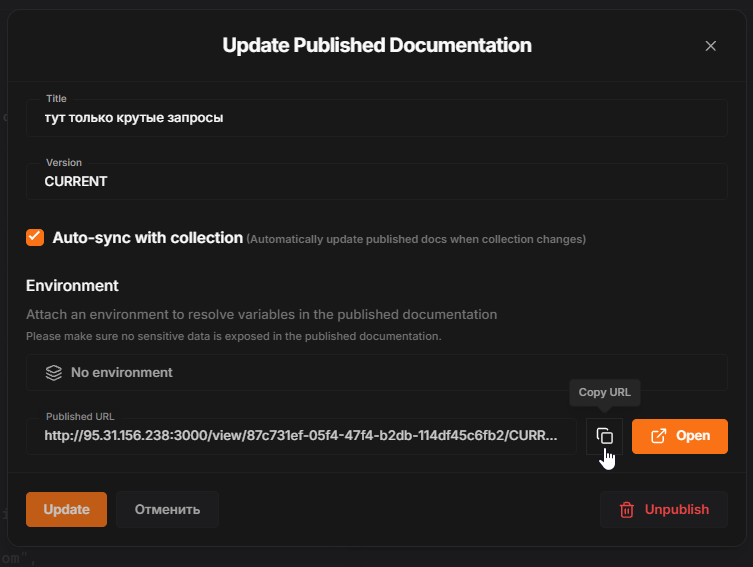 Update Published Documentation
Title
тут только крутые запросы
Version
CURRENT
Auto-sync with collection (Automatically update published docs when collection changes)
Environment
Attach an environment to resolve variables in the published documentation
Please make sure no sensitive data is exposed in the published documentation.
No environment
Copy URL
Published URL
http://95.31.156.238:3000/view/87c731ef-05f4-47f4-b2db-114df45c6fb2/CURR...
Open
Update
Отменить
Unpublish
om",